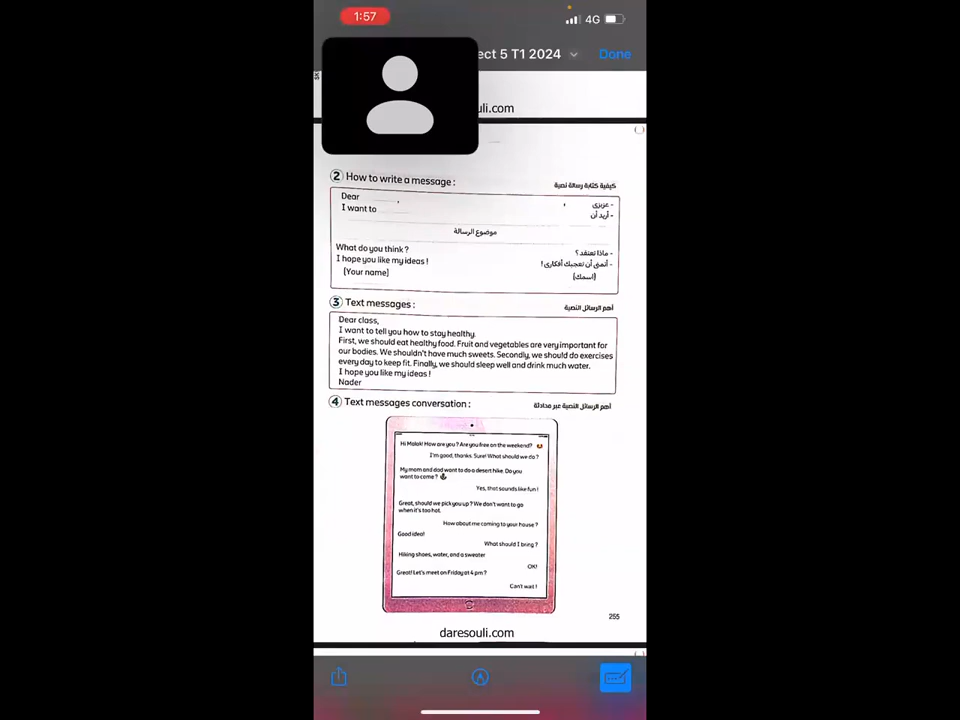 1:57
4G
ect 5 T1 2024
Done
5K
uli.com
2 How to write a message :
كيفية كتابة رسالة نصية
Dear ,
- عزيزى ,
I want to
- أريد أن
موضوع الرسالة
What do you think ?
- ماذا تعتقد ؟
I hope you like my ideas !
- أتمنى أن تعجبك أفكارى !
(Your name)
(اسمك)
3 Text messages :
أهم الرسائل النصية
Dear class,
I want to tell you how to stay healthy.
First, we should eat healthy food. Fruit and vegetables are very important for
our bodies. We shouldn't have much sweets. Secondly, we should do exercises
every day to keep fit. Finally, we should sleep well and drink much water.
I hope you like my ideas !
Nader
4 Text messages conversation :
أهم الرسائل النصية عبر محادثة
Hi Malak! How are you ? Are you free on the weekend?
I'm good, thanks. Sure! What should we do ?
My mom and dad want to do a desert hike. Do you
want to come ?
Yes, that sounds like fun !
Great, should we pick you up ? We don't want to go
when it's too hot.
How about me coming to your house ?
Good idea!
What should I bring ?
Hiking shoes, water, and a sweater
OK!
Great! Let's meet on Friday at 4 pm ?
Can't wait !
255
daresouli.com